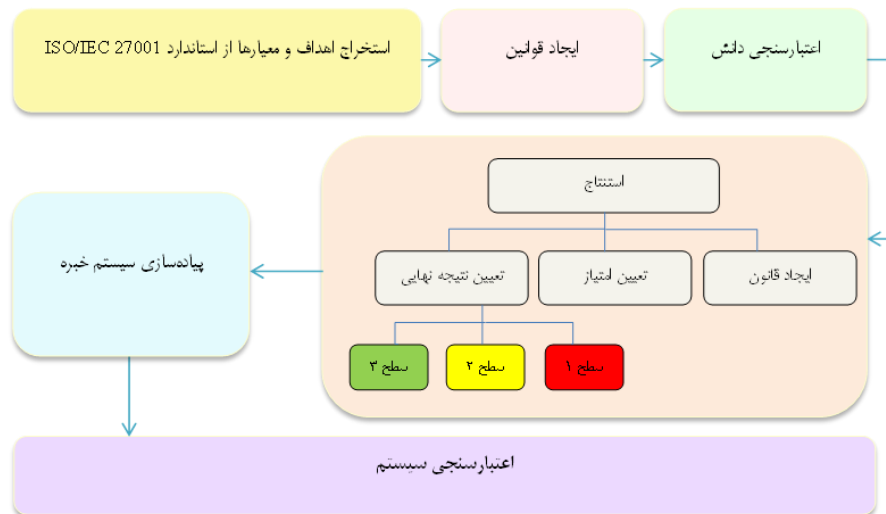 استخراج اهداف و معیارها از استاندارد ISO/IEC 27001
ایجاد قوانین
اعتبارسنجی دانش
استنتاج
ایجاد قانون
تعیین امتیاز
تعیین نتیجه نهایی
سطح ۱
سطح ۲
سطح ۳
پیاده‌سازی سیستم خبره
اعتبارسنجی سیستم